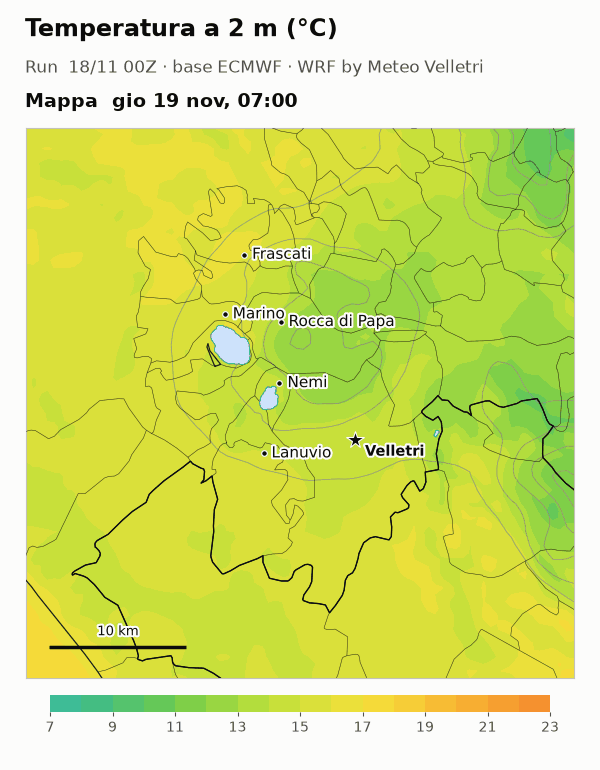 Temperatura a 2 m (°C)
Run 18/11 00Z · base ECMWF · WRF by Meteo Velletri
Mappa gio 19 nov, 07:00
Frascati
Marino
Rocca di Papa
Nemi
Velletri
Lanuvio
10 km
7 9 11 13 15 17 19 21 23